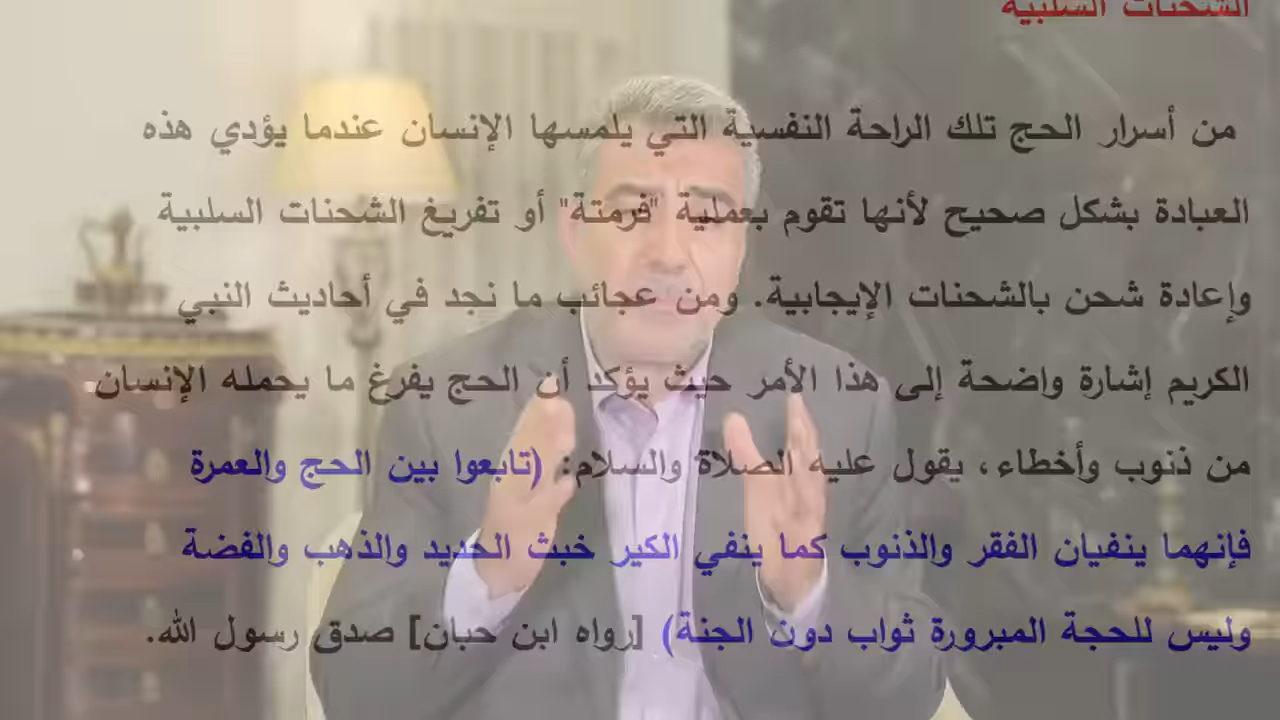 الشحنات السلبية
من أسرار الحج تلك الراحة النفسية التي يلمسها الإنسان عندما يؤدي هذه
العبادة بشكل صحيح لأنها تقوم بعملية "فرمتة" أو تفريغ الشحنات السلبية
وإعادة شحن بالشحنات الإيجابية. ومن عجائب ما نجد في أحاديث النبي
الكريم إشارة واضحة إلى هذا الأمر حيث يؤكد أن الحج يفرغ ما يحمله الإنسان
من ذنوب وأخطاء، يقول عليه الصلاة والسلام: (تابعوا بين الحج والعمرة
فإنهما ينفيان الفقر والذنوب كما ينفي الكير خبث الحديد والذهب والفضة
وليس للحجة المبرورة ثواب دون الجنة) [رواه ابن حبان] صدق رسول الله.